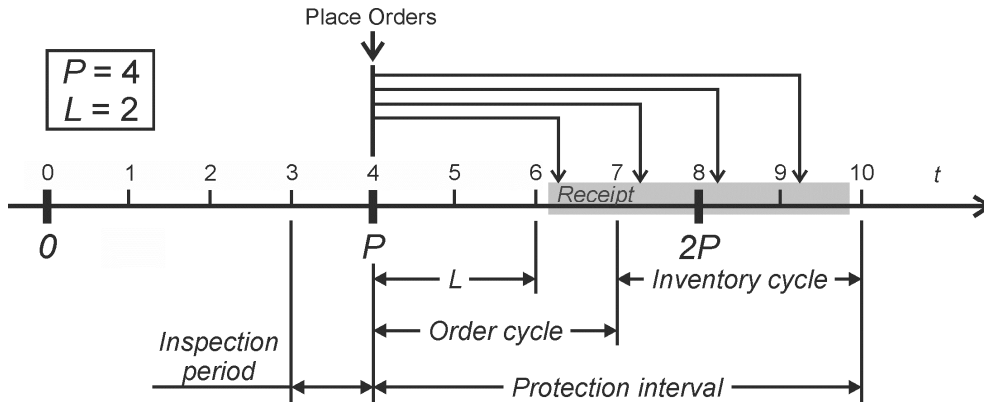 Place Orders
P = 4
L = 2
0 1 2 3 4 5 6 7 8 9 10 t
Receipt
0 P 2P
L Inventory cycle
Order cycle
Inspection
period
Protection interval